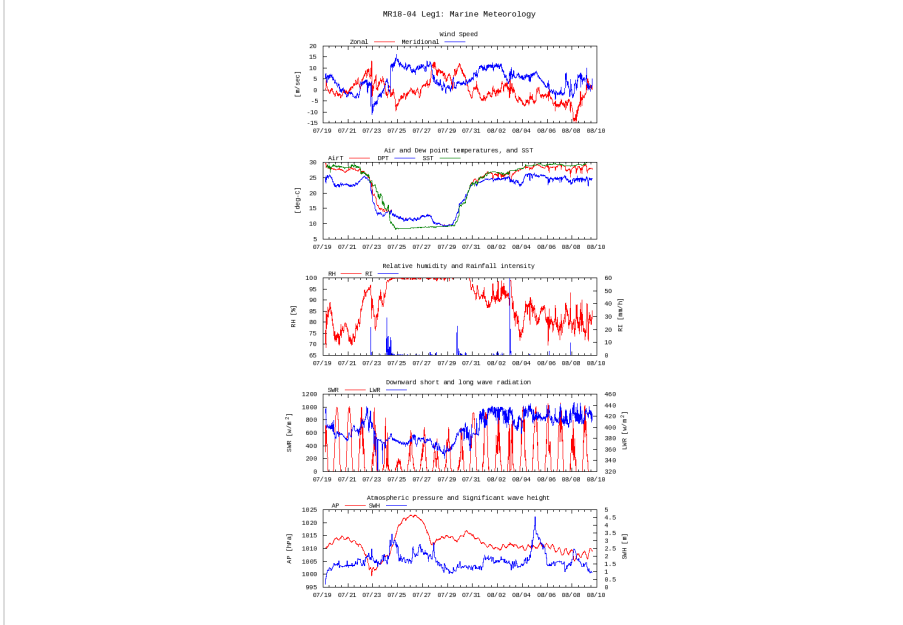 MR18-04 Leg1: Marine Meteorology
Wind Speed
Zonal Meridional
20
15
10
5
0
-5
-10
-15
[m/sec]
07/19 07/21 07/23 07/25 07/27 07/29 07/31 08/02 08/04 08/06 08/08 08/10
Air and Dew point temperatures, and SST
AirT DPT SST
30
25
20
15
10
5
[deg-C]
07/19 07/21 07/23 07/25 07/27 07/29 07/31 08/02 08/04 08/06 08/08 08/10
Relative humidity and Rainfall intensity
RH RI
100 60
95 50
90 40
85
80 30
75 20
70 10
65 0
RH [%]
RI [mm/h]
07/19 07/21 07/23 07/25 07/27 07/29 07/31 08/02 08/04 08/06 08/08 08/10
Downward short and long wave radiation
SWR LWR
1200 460
1000 440
800 420
600 400
400 380
200 360
0 340
320
SWR [w/m^2]
LWR [w/m^2]
07/19 07/21 07/23 07/25 07/27 07/29 07/31 08/02 08/04 08/06 08/08 08/10
Atmospheric pressure and Significant wave height
AP SWH
1025 5
1020 4.5
1015 4
1010 3.5
1005 3
1000 2.5
995 2
1.5
1
0.5
0
AP [hPa]
SWH [m]
07/19 07/21 07/23 07/25 07/27 07/29 07/31 08/02 08/04 08/06 08/08 08/10